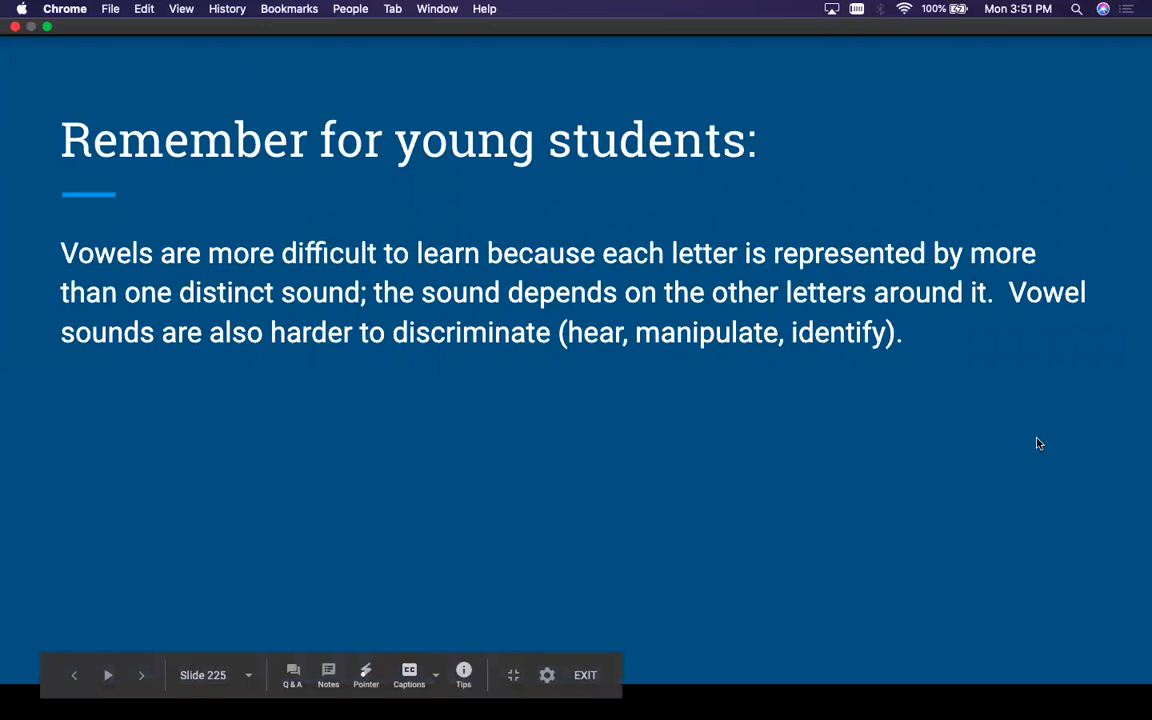 Chrome File Edit View History Bookmarks People Tab Window Help 100% Mon 3:51 PM
Remember for young students:
Vowels are more difficult to learn because each letter is represented by more
than one distinct sound; the sound depends on the other letters around it.  Vowel
sounds are also harder to discriminate (hear, manipulate, identify).
Slide 225 Q & A Notes Pointer CC Captions Tips EXIT